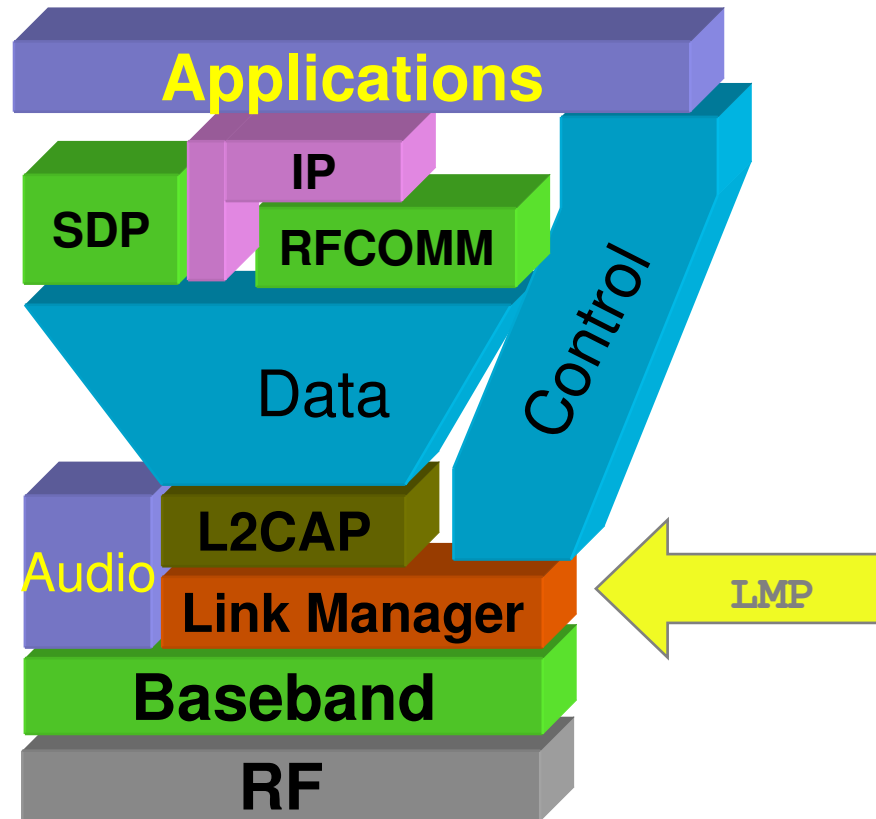 Applications
IP
SDP
RFCOMM
Control
Data
L2CAP
Audio
LMP
Link Manager
Baseband
RF